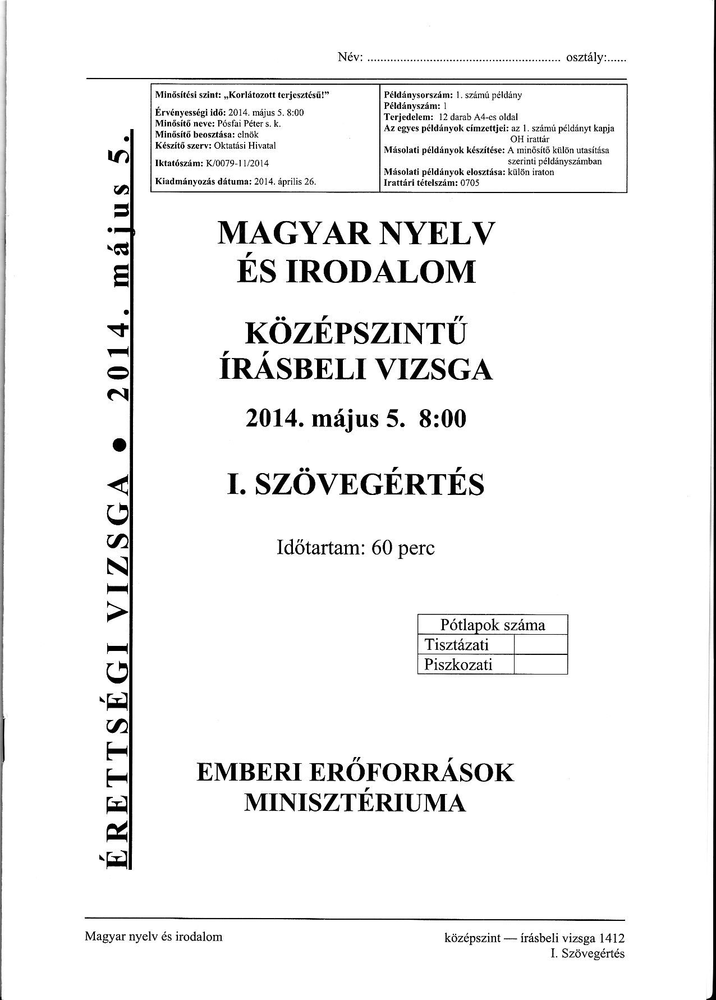 Név: .......................................................... osztály:......
Minősítési szint: „Korlátozott terjesztésű!”
Érvényességi idő: 2014. május 5. 8:00
Minősítő neve: Pósfai Péter s. k.
Minősítő beosztása: elnök
Készítő szerv: Oktatási Hivatal
Iktatószám: K/0079-11/2014
Kiadmányozás dátuma: 2014. április 26.
Példánysorszám: 1. számú példány
Példányszám: 1
Terjedelem: 12 darab A4-es oldal
Az egyes példányok címzettjei: az 1. számú példányt kapja
OH irattár
Másolati példányok készítése: A minősítő külön utasítása
szerinti példányszámban
Másolati példányok elosztása: külön iraton
Irattári tételszám: 0705
ÉRETTSÉGI VIZSGA • 2014. május 5.
MAGYAR NYELV
ÉS IRODALOM
KÖZÉPSZINTŰ
ÍRÁSBELI VIZSGA
2014. május 5. 8:00
I. SZÖVEGÉRTÉS
Időtartam: 60 perc
Pótlapok száma
Tisztázati
Piszkozati
EMBERI ERŐFORRÁSOK
MINISZTÉRIUMA
Magyar nyelv és irodalom
középszint — írásbeli vizsga 1412
I. Szövegértés